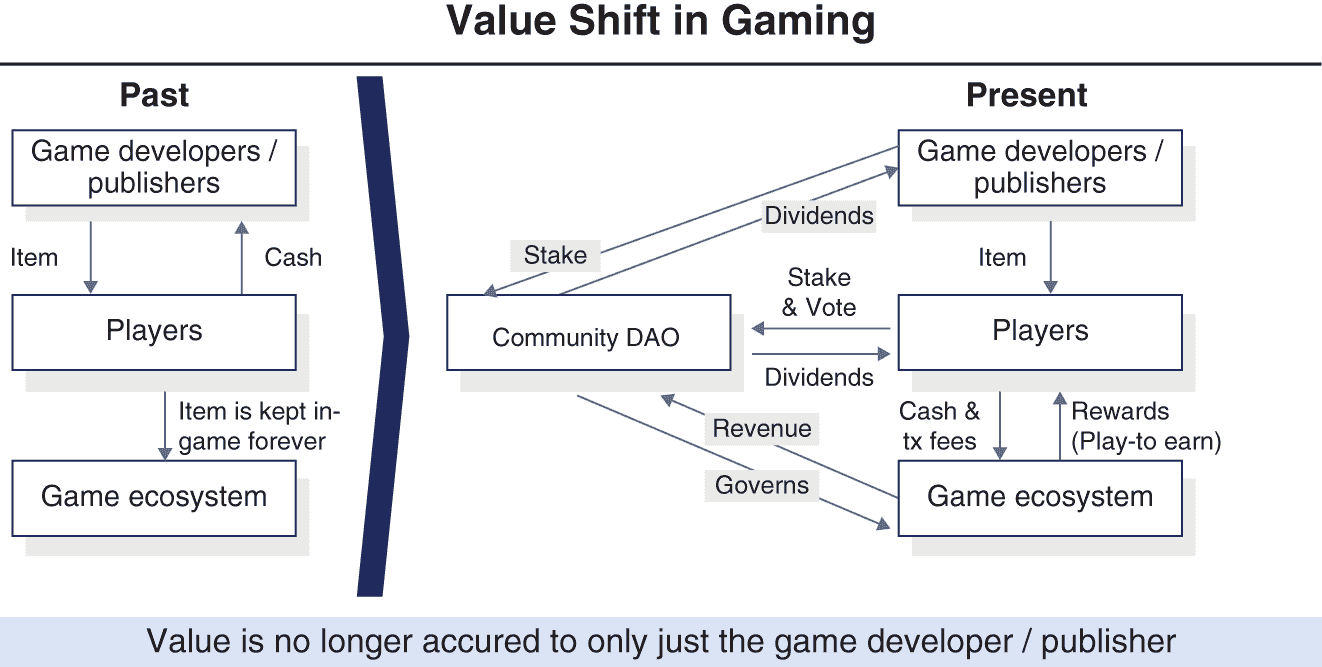 Value Shift in Gaming
Past
Game developers /
publishers
Item
Cash
Players
Item is kept in-
game forever
Game ecosystem
Present
Game developers /
publishers
Dividends
Stake
Item
Stake
& Vote
Community DAO
Players
Dividends
Cash &
tx fees
Rewards
(Play-to earn)
Revenue
Governs
Game ecosystem
Value is no longer accured to only just the game developer / publisher